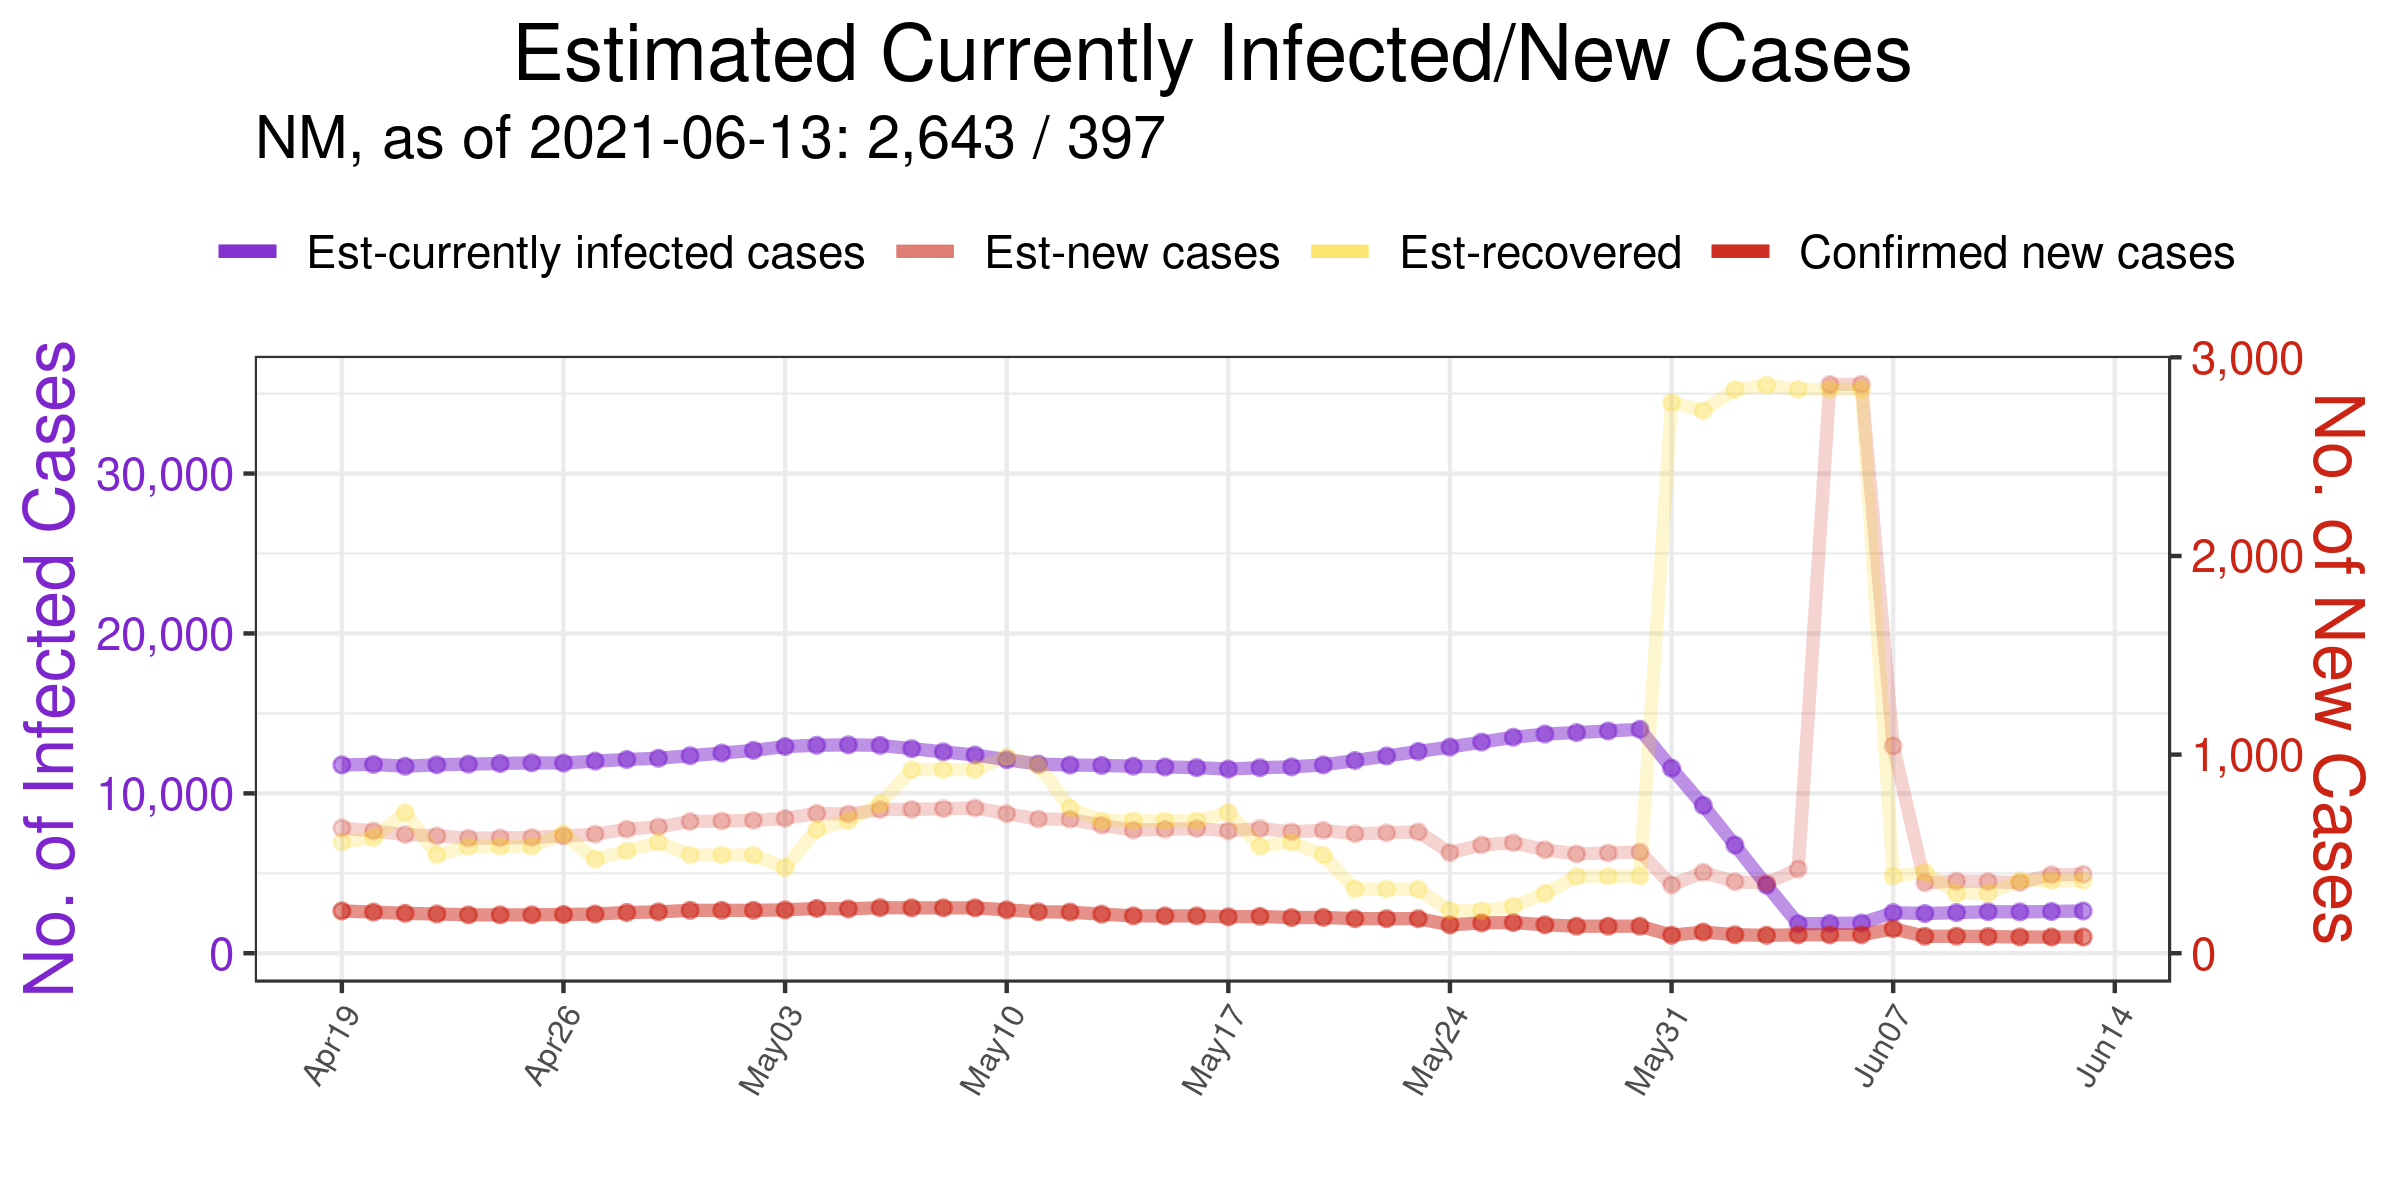 Estimated Currently Infected/New Cases
NM, as of 2021-06-13: 2,643 / 397
Est-currently infected cases Est-new cases Est-recovered Confirmed new cases
No. of Infected Cases
30,000
20,000
10,000
0
3,000
2,000
1,000
0
No. of New Cases
Apr19 Apr26 May03 May10 May17 May24 May31 Jun07 Jun14